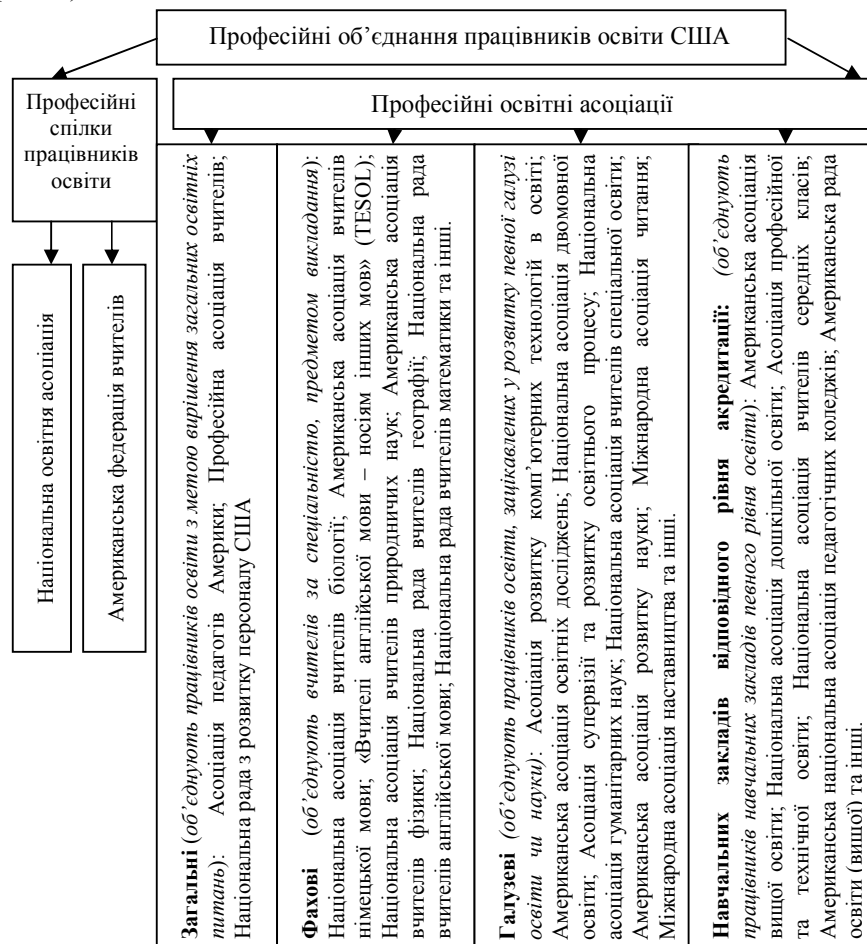 Професійні об’єднання працівників освіти США
Професійні
спілки
працівників
освіти
Професійні освітні асоціації
Національна освітня асоціація
Американська федерація вчителів
Загальні (об’єднують працівників освіти з метою вирішення загальних освітніх
питань): Асоціація педагогів Америки; Професійна асоціація вчителів;
Національна рада з розвитку персоналу США
Фахові (об’єднують вчителів за спеціальністю, предметом викладання):
Національна асоціація вчителів біології; Американська асоціація вчителів
німецької мови; «Вчителі англійської мови – носіям інших мов» (TESOL);
Національна асоціація вчителів природничих наук; Американська асоціація
вчителів фізики; Національна рада вчителів географії; Національна рада
вчителів англійської мови; Національна рада вчителів математики та інші.
Галузеві (об’єднують працівників освіти, зацікавлених у розвитку певної галузі
освіти чи науки): Асоціація розвитку комп’ютерних технологій в освіті;
Американська асоціація освітніх досліджень; Національна асоціація двомовної
освіти; Асоціація супервізії та розвитку освітнього процесу; Національна
асоціація гуманітарних наук; Національна асоціація вчителів спеціальної освіти;
Американська асоціація розвитку науки; Міжнародна асоціація читання,
Міжнародна асоціація наставництва та інші.
Навчальних закладів відповідного рівня акредитації: (об’єднують
працівників навчальних закладів певного рівня освіти): Американська асоціація
вищої освіти; Національна асоціація дошкільної освіти; Асоціація професійної
та технічної освіти; Національна асоціація вчителів середніх класів;
Американська національна асоціація педагогічних коледжів; Американська рада
освіти (вищої) та інші.